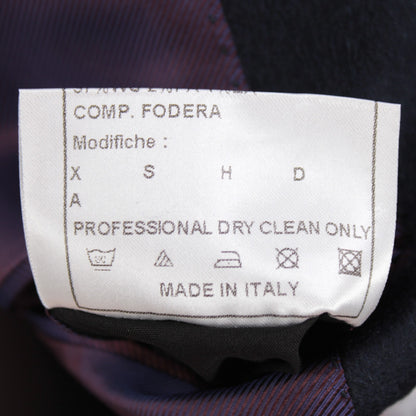 COMP. FODERA
Modifiche :
X S H D
A
PROFESSIONAL DRY CLEAN ONLY
MADE IN ITALY